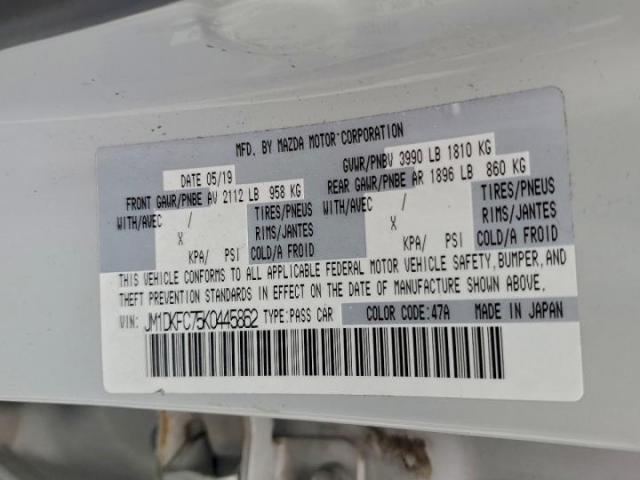 MFD. BY MAZDA MOTOR CORPORATION
DATE 05/19 GVWR/PNBV 3990 LB 1810 KG
FRONT GAWR/PNBE AV 2112 LB 958 KG REAR GAWR/PNBE AR 1896 LB 860 KG
WITH/AVEC / TIRES/PNEUS WITH/AVEC / TIRES/PNEUS
X RIMS/JANTES X RIMS/JANTES
KPA/ PSI COLD/A FROID KPA/ PSI COLD/A FROID
THIS VEHICLE CONFORMS TO ALL APPLICABLE FEDERAL MOTOR VEHICLE SAFETY, BUMPER, AND
THEFT PREVENTION STANDARDS IN EFFECT ON THE DATE OF MANUFACTURE SHOWN ABOVE.
VIN: JM1DKFC75K0445862 TYPE:PASS CAR COLOR CODE:47A MADE IN JAPAN